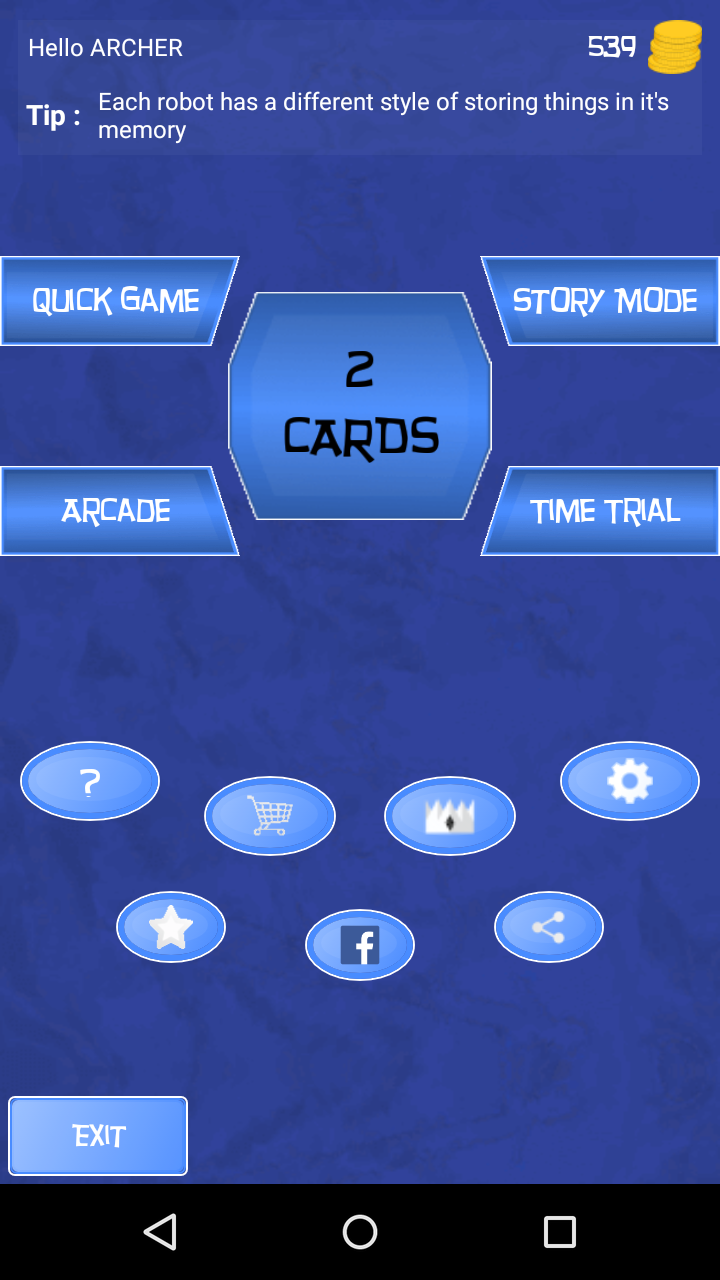 Hello ARCHER
539
Tip :
Each robot has a different style of storing things in it's
memory
QUICK GAME
STORY MODE
2
CARDS
ARCADE
TIME TRIAL
?
f
EXIT